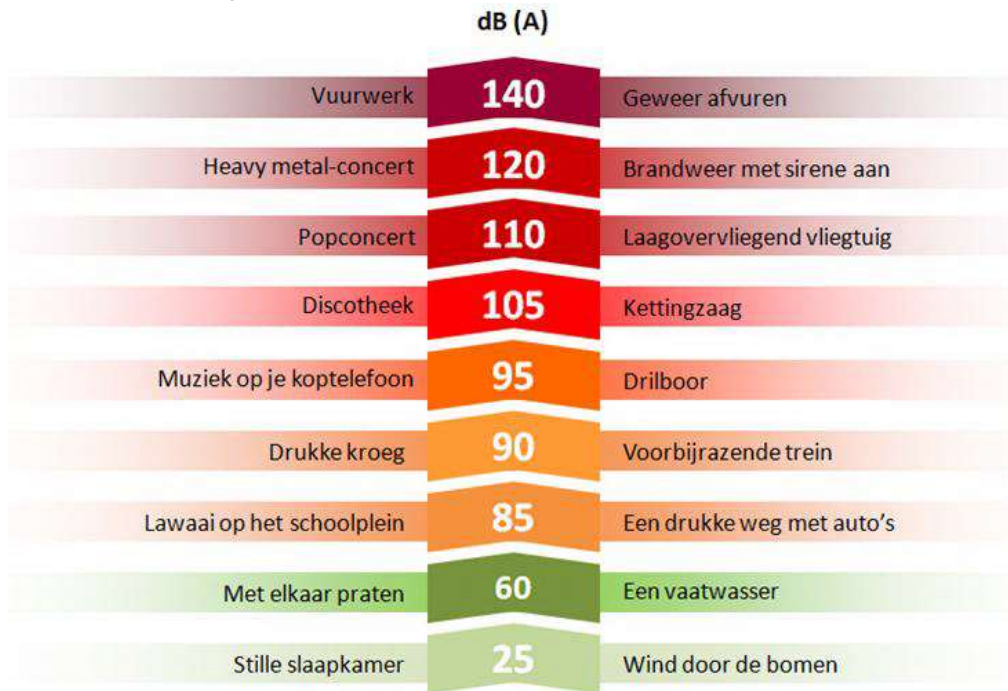 dB (A)
Vuurwerk 140 Geweer afvuren
Heavy metal-concert 120 Brandweer met sirene aan
Popconcert 110 Laagovervliegend vliegtuig
Discotheek 105 Kettingzaag
Muziek op je koptelefoon 95 Drilboor
Drukke kroeg 90 Voorbijrazende trein
Lawaai op het schoolplein 85 Een drukke weg met auto's
Met elkaar praten 60 Een vaatwasser
Stille slaapkamer 25 Wind door de bomen